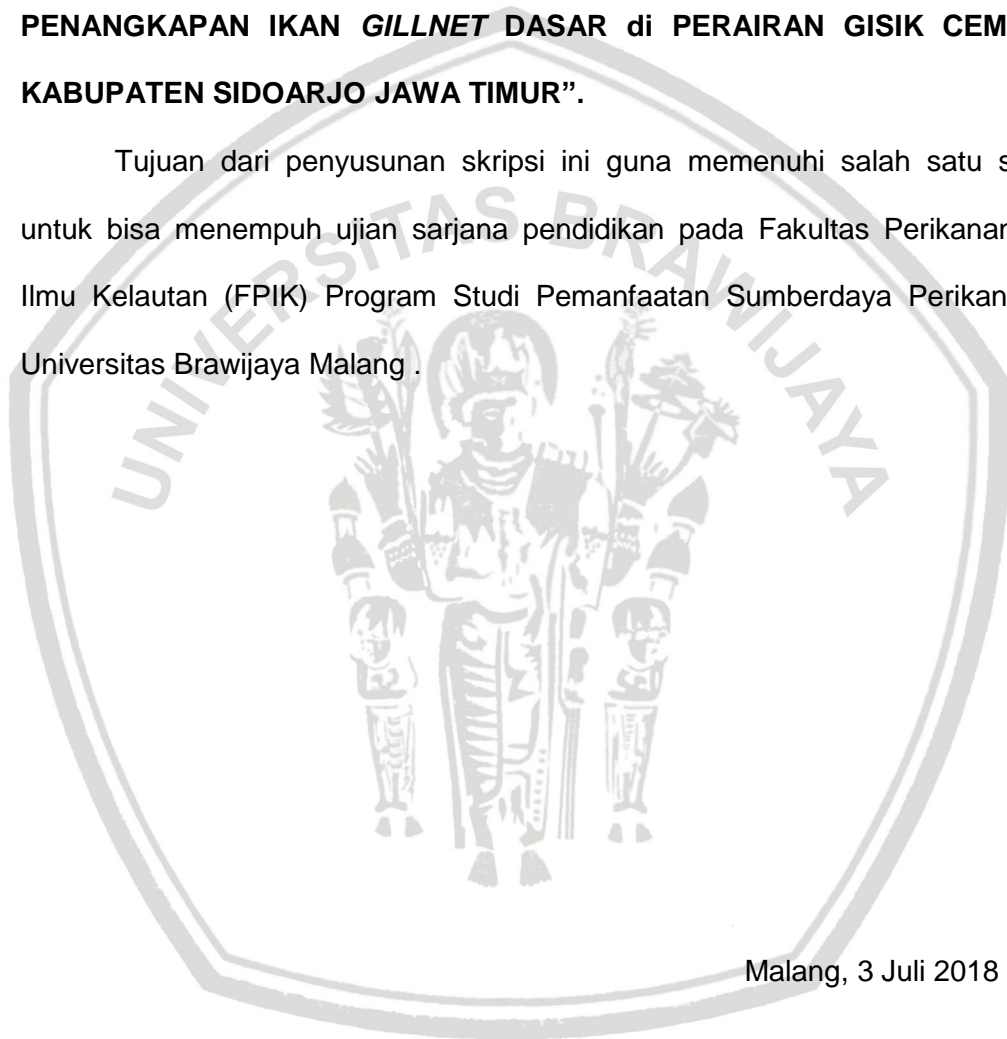 PENANGKAPAN IKAN GILLNET DASAR di PERAIRAN GISIK CEM
KABUPATEN SIDOARJO JAWA TIMUR”.
Tujuan dari penyusunan skripsi ini guna memenuhi salah satu s
untuk bisa menempuh ujian sarjana pendidikan pada Fakultas Perikanan
Ilmu Kelautan (FPIK) Program Studi Pemanfaatan Sumberdaya Perikan
Universitas Brawijaya Malang .
UNIVERSITAS BRAWIJAYA
Malang, 3 Juli 2018